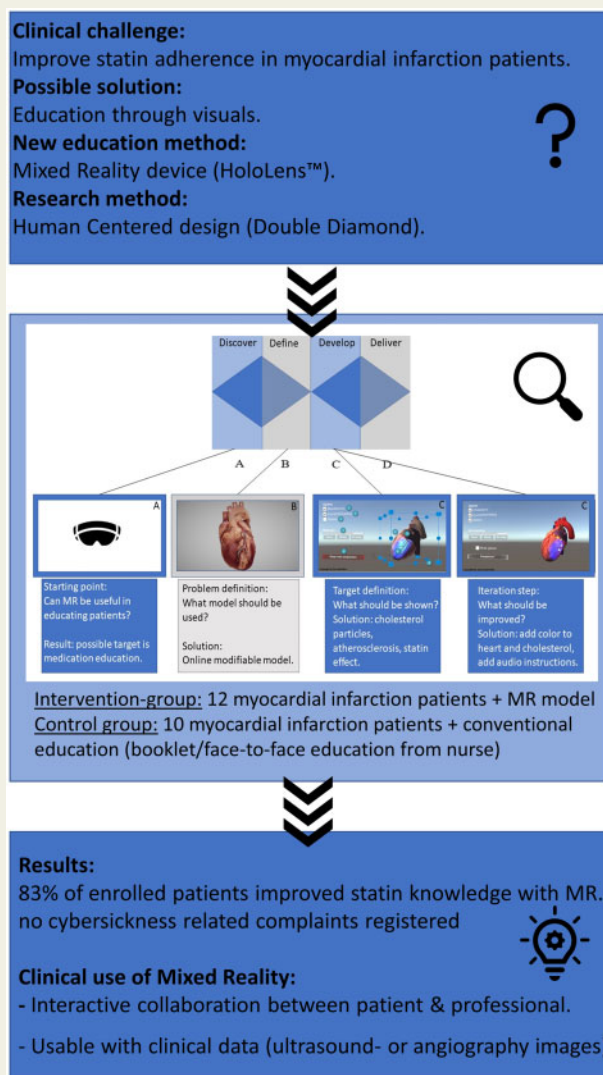 Clinical challenge:
Improve statin adherence in myocardial infarction patients.
Possible solution:
Education through visuals.
New education method:
Mixed Reality device (HoloLens™).
Research method:
Human Centered design (Double Diamond).
?
Discover Define Develop Deliver
A B C D
A
Starting point:
Can MR be useful in
educating patients?
Result: possible target is
medication education.
B
Problem definition:
What model should be
used?
Solution:
Online modifiable model.
C
Target definition:
What should be shown?
Solution: cholesterol
particles,
atherosclerosis, statin
effect.
C
Iteration step:
What should be
improved?
Solution: add color to
heart and cholesterol,
add audio instructions.
Intervention-group: 12 myocardial infarction patients + MR model
Control group: 10 myocardial infarction patients + conventional
education (booklet/face-to-face education from nurse)
Results:
83% of enrolled patients improved statin knowledge with MR.
no cybersickness related complaints registered
Clinical use of Mixed Reality:
- Interactive collaboration between patient & professional.
- Usable with clinical data (ultrasound- or angiography images